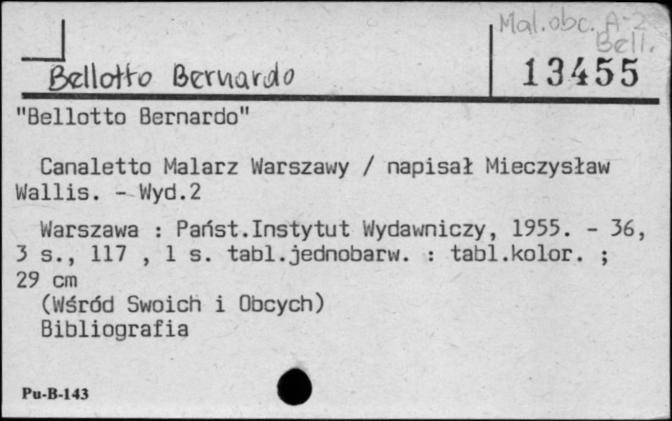 Mal.obc. A-Z
Bell.
Bellotto Bernardo
13455
"Bellotto Bernardo"
Canaletto Malarz Warszawy / napisał Mieczysław
Wallis. - Wyd.2
Warszawa : Państ.Instytut Wydawniczy, 1955. - 36,
3 s., 117 , 1 s. tabl.jednobarw. : tabl.kolor. ;
29 cm
(Wśród Swoich i Obcych)
Bibliografia
Pu-B-143